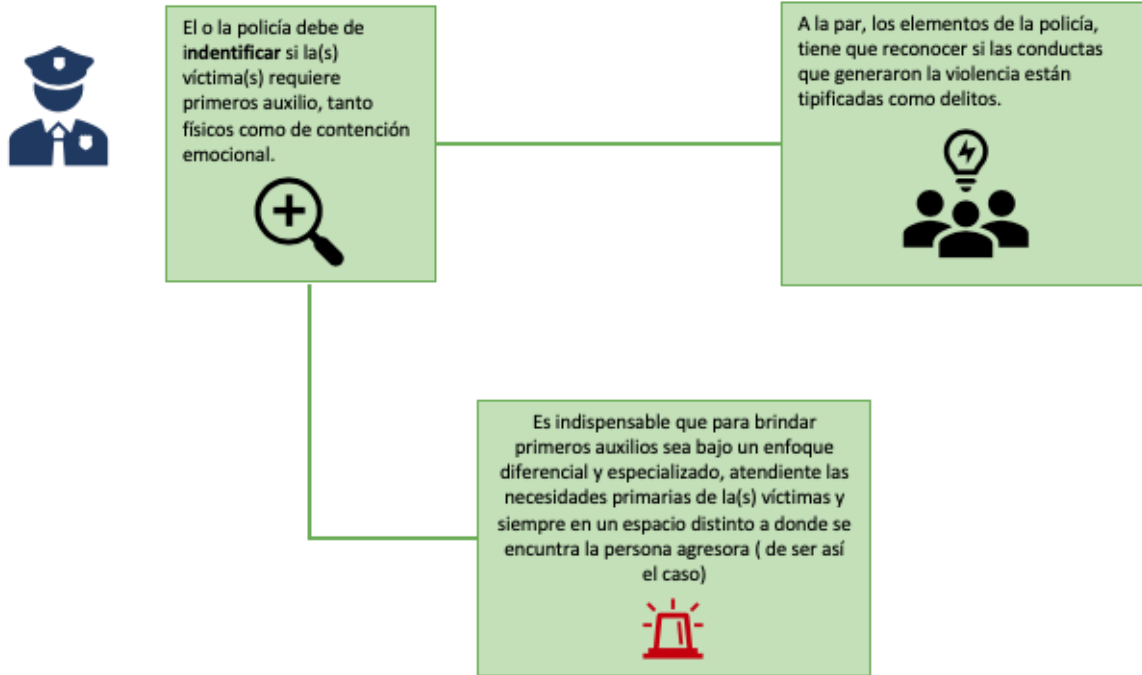 El o la policía debe de
indentificar si la(s)
víctima(s) requiere
primeros auxilio, tanto
físicos como de contención
emocional.
A la par, los elementos de la policía,
tiene que reconocer si las conductas
que generaron la violencia están
tipificadas como delitos.
Es indispensable que para brindar
primeros auxilios sea bajo un enfoque
diferencial y especializado, atendiente las
necesidades primarias de la(s) víctimas y
siempre en un espacio distinto a donde se
encuntra la persona agresora ( de ser así
el caso)